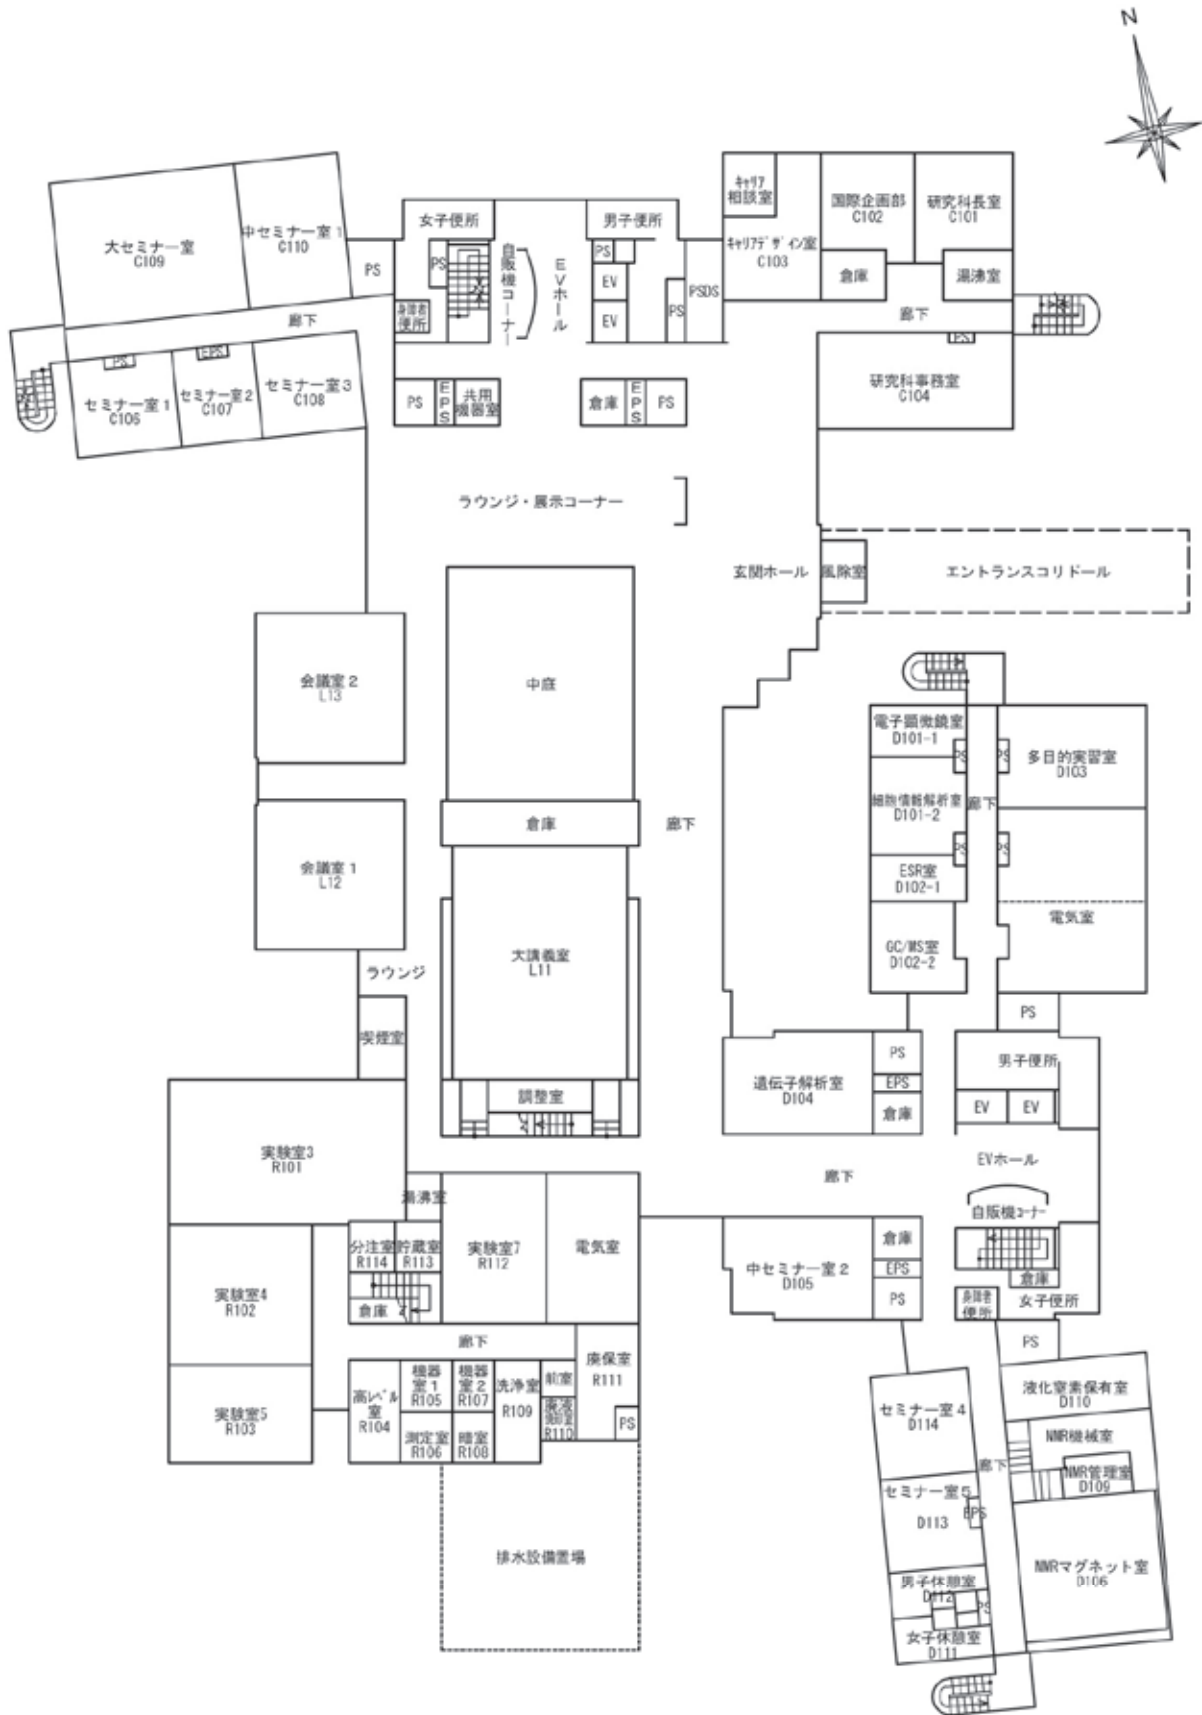 N
キャリア
相談室
国際企画部
C102
研究科長室
C101
女子便所
男子便所
大セミナー室
C109
中セミナー室1
C110
キャリアデザイン室
C103
PS
PS
自販機コーナー
EVホール
PS
EV
EV
PS
PSDS
倉庫
湯沸室
身障者
便所
廊下
廊下
PS
PS
EPS
セミナー室1
C106
セミナー室2
C107
セミナー室3
C108
PS
EPS
共用
機器室
倉庫
EPS
PS
研究科事務室
C104
ラウンジ・展示コーナー
玄関ホール
風除室
エントランスコリドール
会議室2
L13
中庭
電子顕微鏡室
D101-1
PS
PS
多目的実習室
D103
細胞情報解析室
D101-2
廊下
倉庫
廊下
会議室1
L12
PS
PS
ESR室
D102-1
電気室
大講義室
L11
GC/MS室
D102-2
ラウンジ
喫煙室
PS
PS
男子便所
遺伝子解析室
D104
EPS
倉庫
EV
EV
調整室
実験室3
R101
EVホール
廊下
湯沸室
自販機コーナー
分注室
R114
貯蔵室
R113
実験室7
R112
電気室
倉庫
中セミナー室2
D105
EPS
PS
倉庫
実験室4
R102
倉庫
身障者
便所
女子便所
廊下
PS
廃保室
R111
高レベル
室
R104
機器
室1
R105
機器
室2
R107
洗浄室
R109
前室
液化窒素保有室
D110
実験室5
R103
測定室
R106
暗室
R108
R110
PS
セミナー室4
D114
NMR機械室
廊下
NMR管理室
D109
セミナー室5
D113
EPS
排水設備置場
NMRマグネット室
D106
男子休憩室
D112
PS
女子休憩室
D111